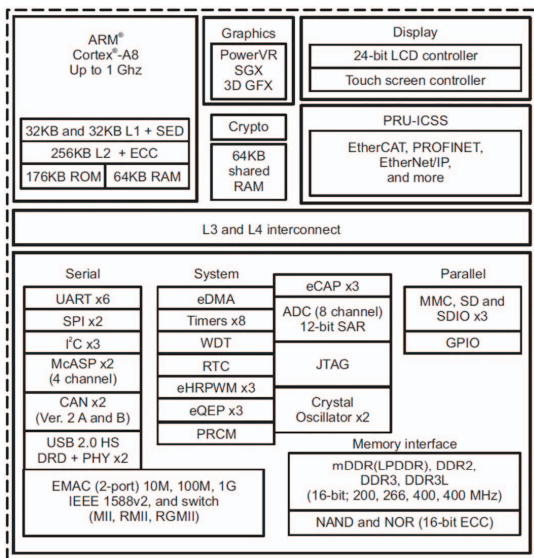 ARM®
Cortex®-A8
Up to 1 Ghz
32KB and 32KB L1 + SED
256KB L2 + ECC
176KB ROM
64KB RAM
Graphics
PowerVR
SGX
3D GFX
Crypto
64KB
shared
RAM
Display
24-bit LCD controller
Touch screen controller
PRU-ICSS
EtherCAT, PROFINET,
EtherNet/IP,
and more
L3 and L4 interconnect
Serial
UART x6
SPI x2
I²C x3
McASP x2
(4 channel)
CAN x2
(Ver. 2 A and B)
USB 2.0 HS
DRD + PHY x2
EMAC (2-port) 10M, 100M, 1G
IEEE 1588v2, and switch
(MII, RMII, RGMII)
System
eDMA
Timers x8
WDT
RTC
eHRPWM x3
eQEP x3
PRCM
eCAP x3
ADC (8 channel)
12-bit SAR
JTAG
Crystal
Oscillator x2
Parallel
MMC, SD and
SDIO x3
GPIO
Memory interface
mDDR(LPDDR), DDR2,
DDR3, DDR3L
(16-bit; 200, 266, 400, 400 MHz)
NAND and NOR (16-bit ECC)